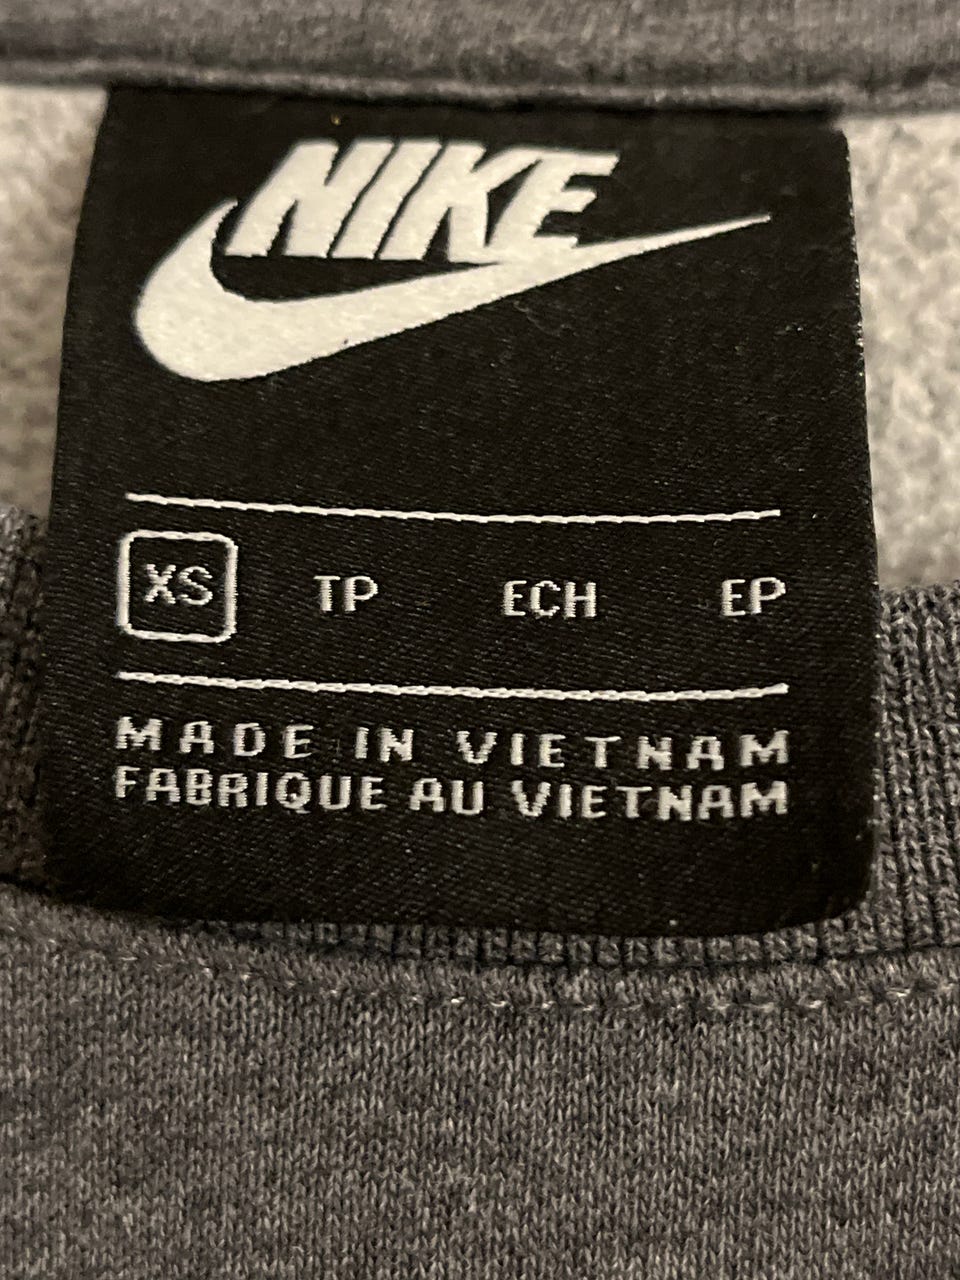 NIKE
XS TP ECH EP
MADE IN VIETNAM
FABRIQUE AU VIETNAM